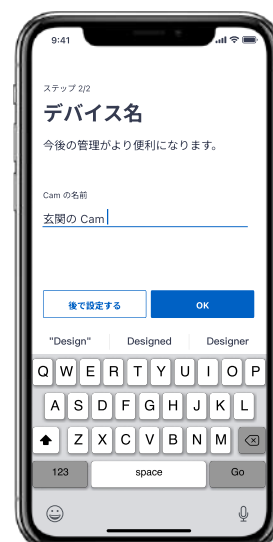 9:41
ステップ 2/2
デバイス名
今後の管理がより便利になります。
Cam の名前
玄関の Cam
後で設定する OK
"Design" Designed Designer
Q W E R T Y U I O P
A S D F G H J K L
Z X C V B N M
123 space Go